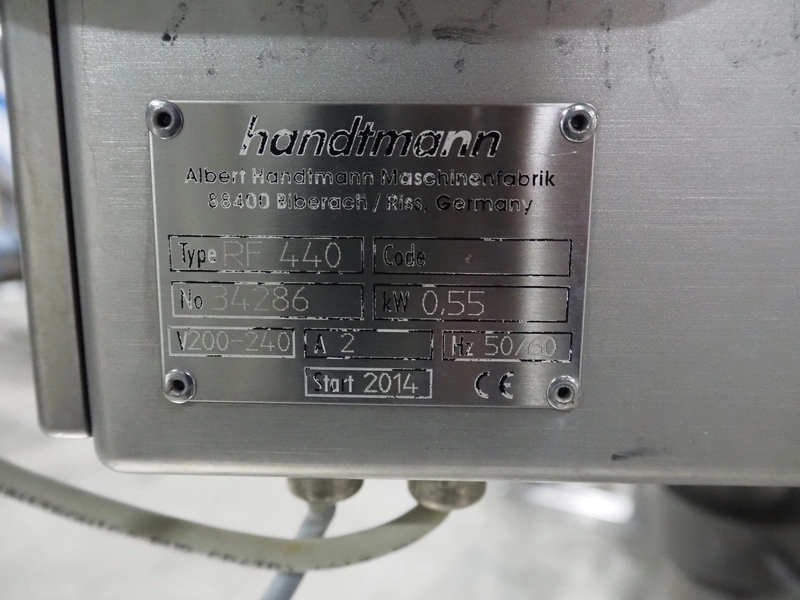 handtmann
Albert Handtmann Maschinenfabrik
88400 Biberach / Riss, Germany
Type RF 440 Code
No 34286 kW 0,55
V 200-240 A 2 Hz 50/60
Start 2014 CE